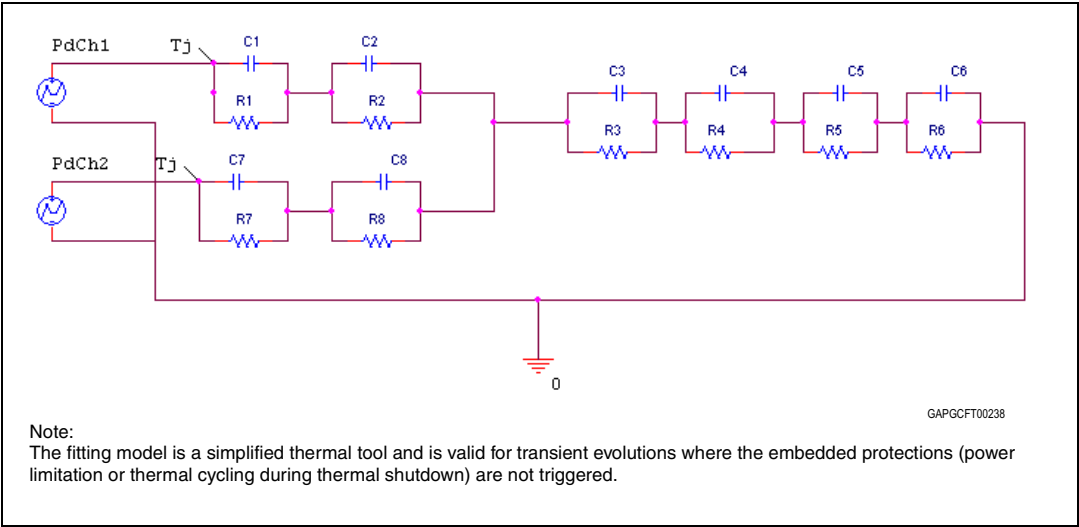 PdCh1
Tj
C1
C2
R1
R2
C3
C4
C5
C6
R3
R4
R5
R6
PdCh2
Tj
C7
C8
R7
R8
0
GAPGCFT00238
Note:
The fitting model is a simplified thermal tool and is valid for transient evolutions where the embedded protections (power
limitation or thermal cycling during thermal shutdown) are not triggered.